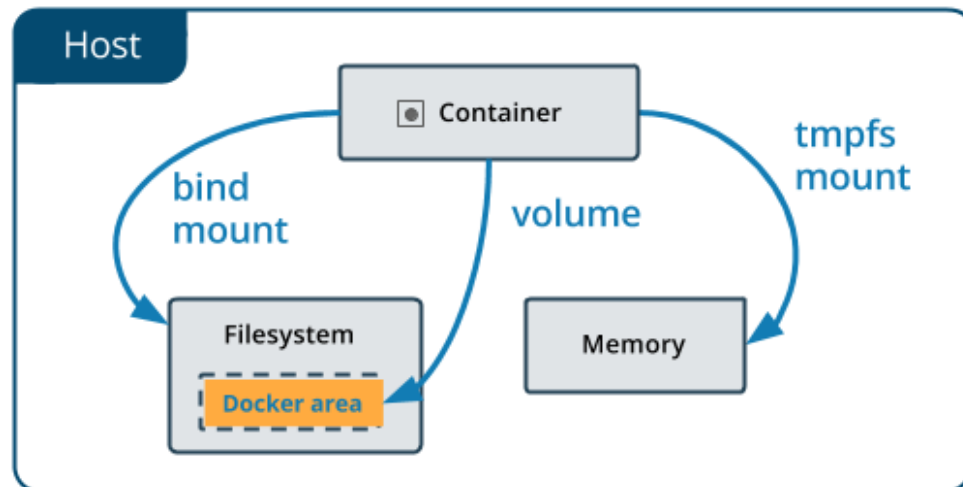 Host
Container
bind
mount
volume
tmpfs
mount
Filesystem
Docker area
Memory